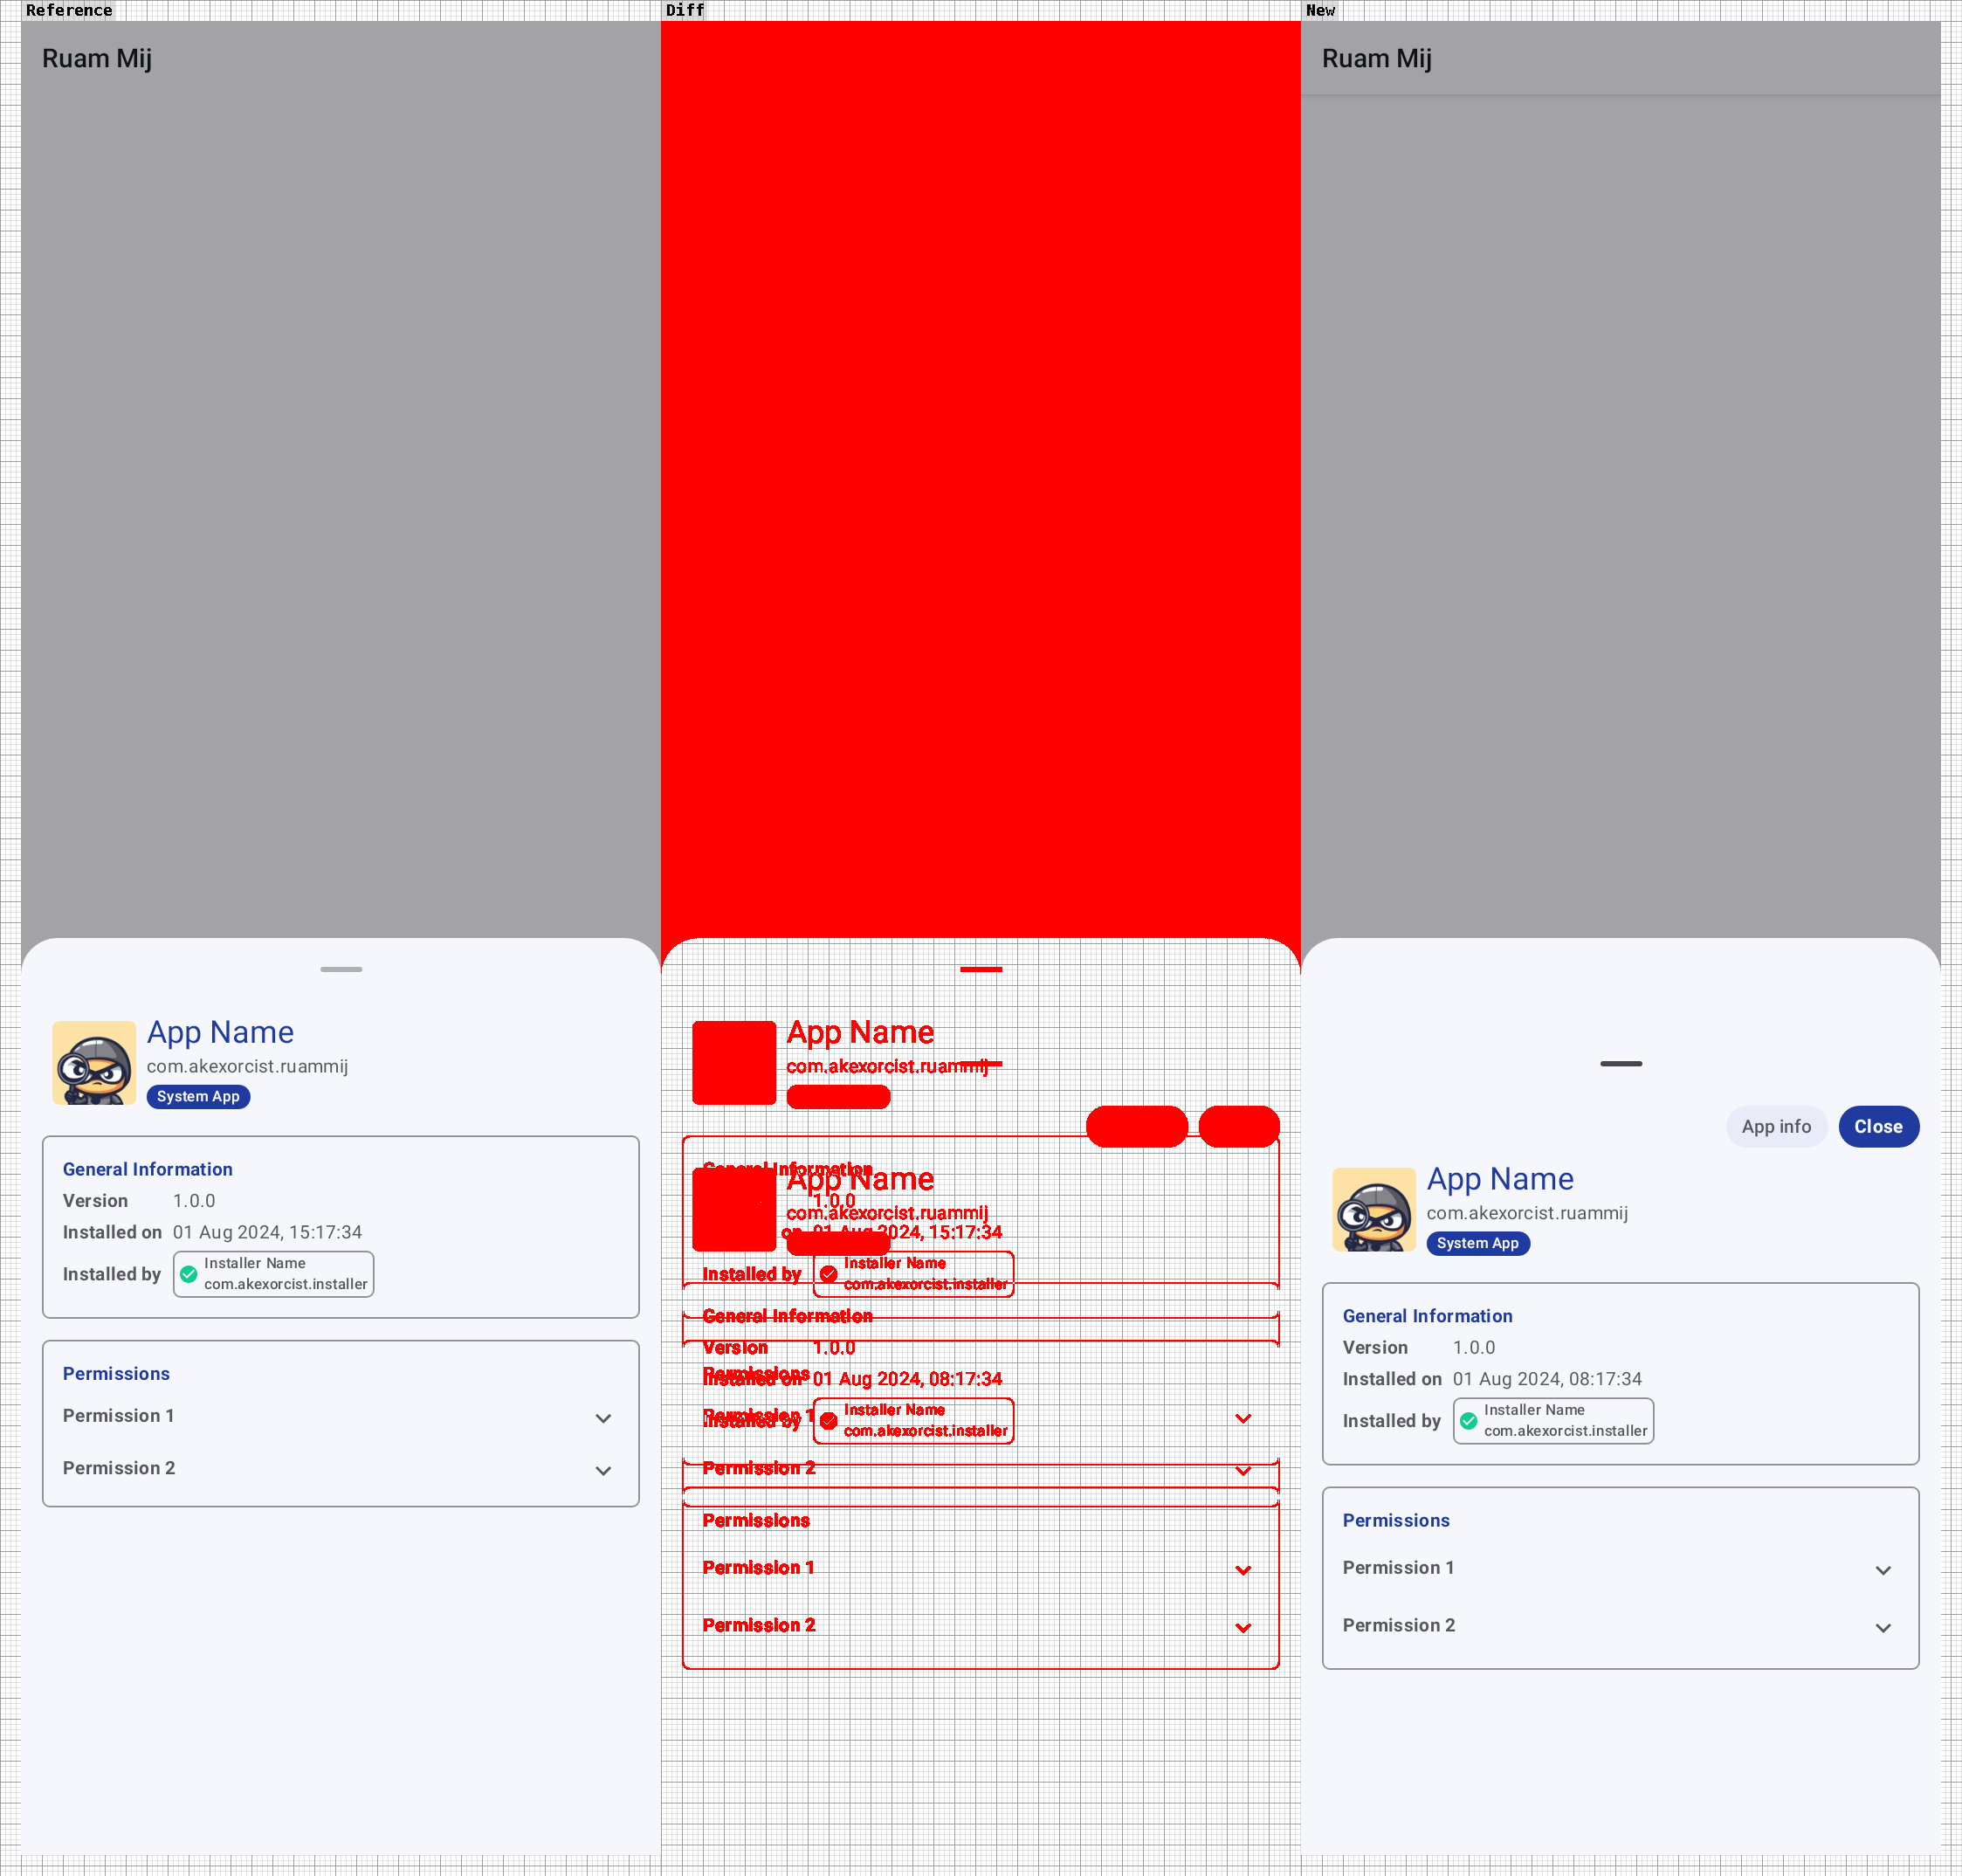 Reference
Ruam Mij
App Name
com.akexorcist.ruammij
System App
General Information
Version 1.0.0
Installed on 01 Aug 2024, 15:17:34
Installed by Installer Name
com.akexorcist.installer
Permissions
Permission 1
Permission 2
Diff
App Name
com.akexorcist.ruammij
General Information
App Name
1.0.0
com.akexorcist.ruammij
on 01 Aug 2024, 15:17:34
Installed by Installer Name
com.akexorcist.installer
General Information
Version 1.0.0
Permissions
Installed on 01 Aug 2024, 08:17:34
Permission 1
Installed by Installer Name
com.akexorcist.installer
Permission 2
Permissions
Permission 1
Permission 2
New
Ruam Mij
App info Close
App Name
com.akexorcist.ruammij
System App
General Information
Version 1.0.0
Installed on 01 Aug 2024, 08:17:34
Installed by Installer Name
com.akexorcist.installer
Permissions
Permission 1
Permission 2